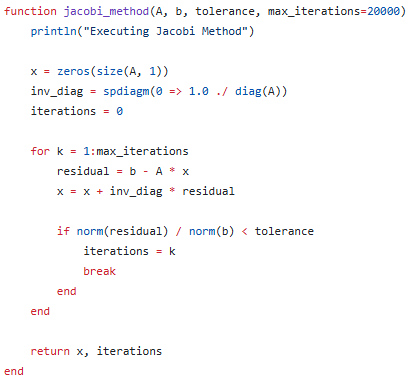 function jacobi_method(A, b, tolerance, max_iterations=20000)
    println("Executing Jacobi Method")

    x = zeros(size(A, 1))
    inv_diag = spdiagm(0 => 1.0 ./ diag(A))
    iterations = 0

    for k = 1:max_iterations
        residual = b - A * x
        x = x + inv_diag * residual

        if norm(residual) / norm(b) < tolerance
            iterations = k
            break
        end
    end

    return x, iterations
end